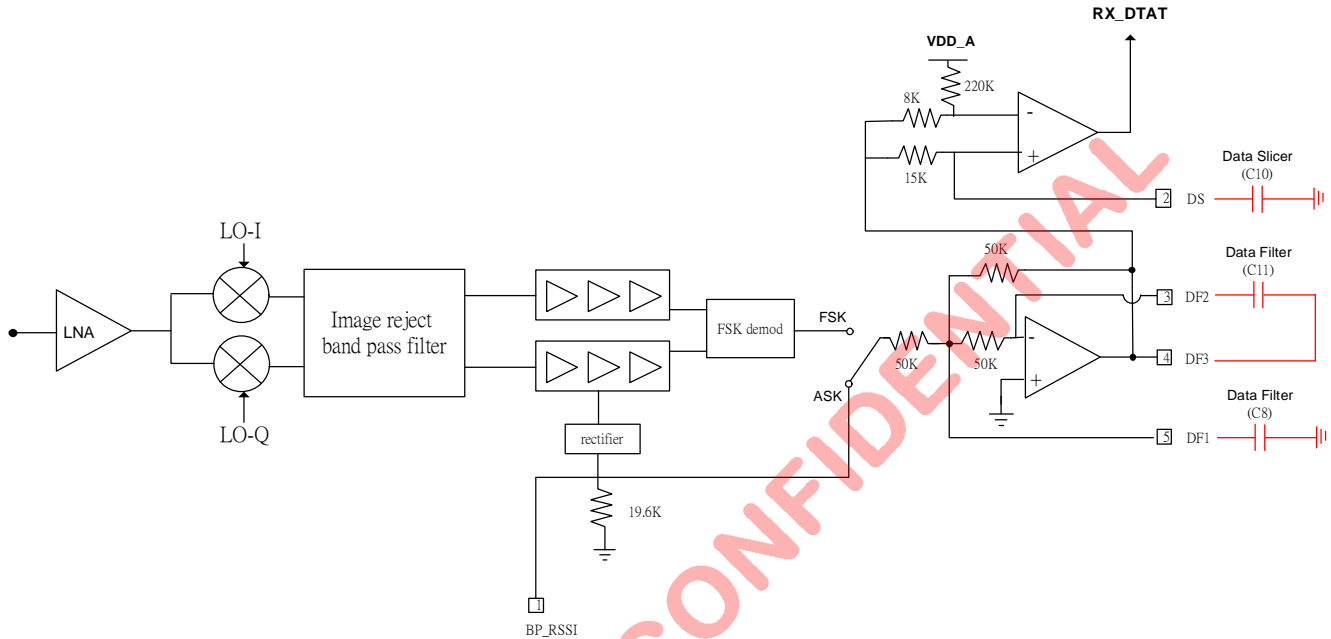 RX_DTAT
VDD_A
220K
8K
-
+
15K
Data Slicer
(C10)
2 DS
LO-I
50K
Data Filter
(C11)
3 DF2
LNA
Image reject
band pass filter
FSK demod
FSK
50K
50K
-
+
4 DF3
ASK
Data Filter
(C8)
LO-Q
rectifier
5 DF1
19.6K
1
BP_RSSI
CONFIDENTIAL